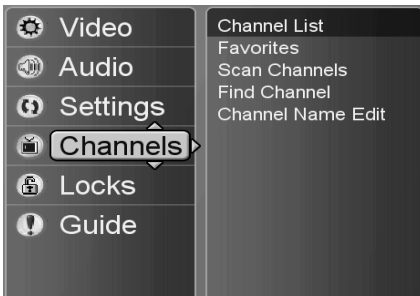 Video
Audio
Settings
Channels
Locks
Guide
Channel List
Favorites
Scan Channels
Find Channel
Channel Name Edit